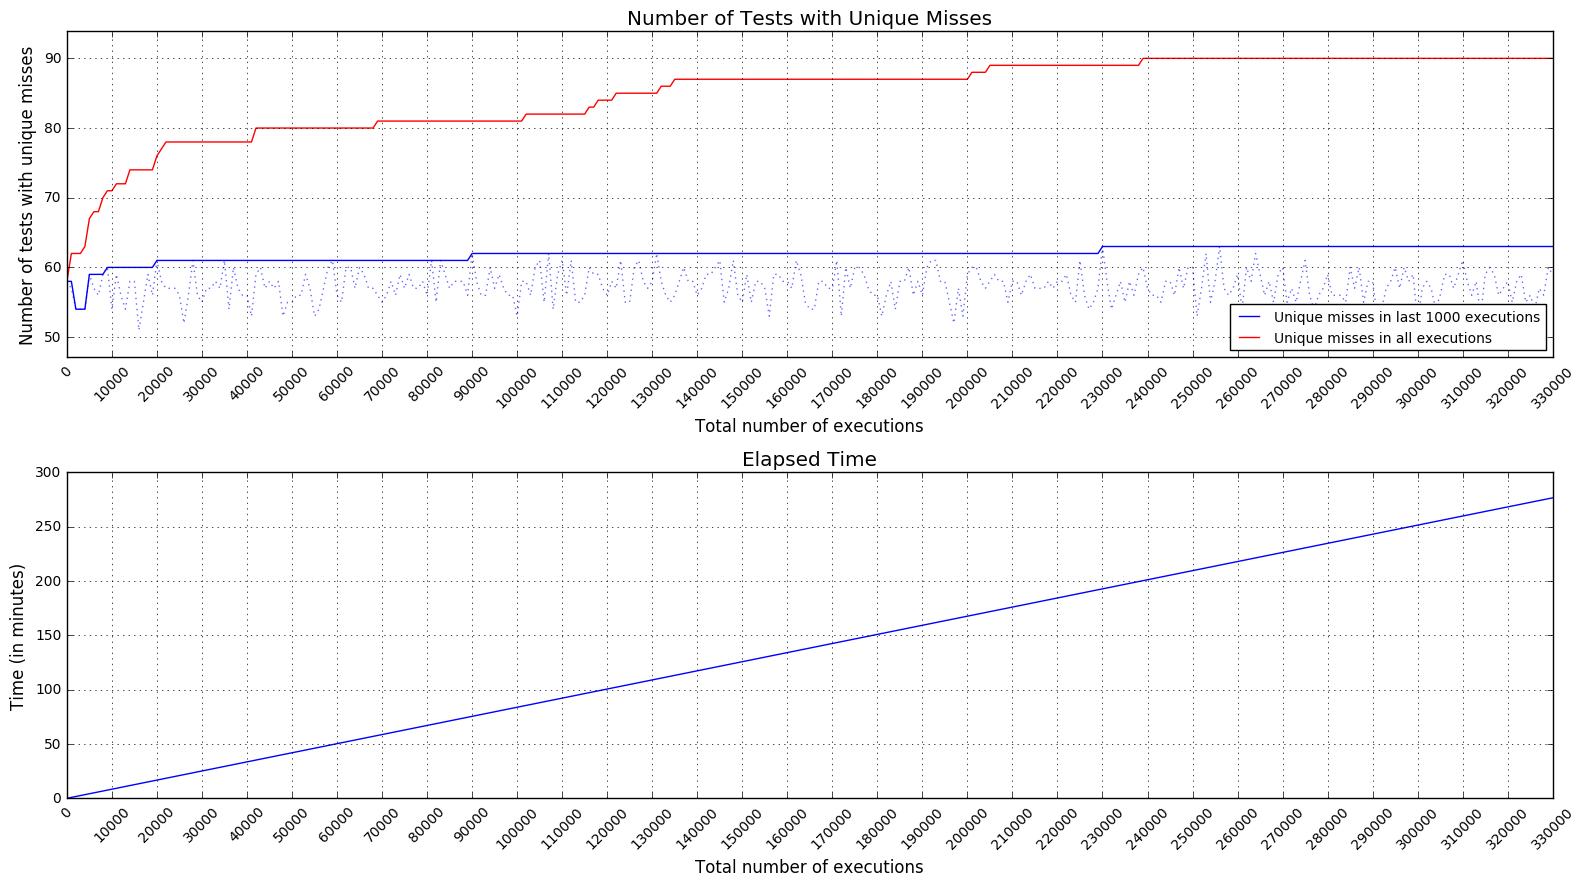 Number of Tests with Unique Misses
Number of tests with unique misses
90
80
70
60
50
Unique misses in last 1000 executions
Unique misses in all executions
0 10000 20000 30000 40000 50000 60000 70000 80000 90000 100000 110000 120000 130000 140000 150000 160000 170000 180000 190000 200000 210000 220000 230000 240000 250000 260000 270000 280000 290000 300000 310000 320000 330000
Total number of executions
Elapsed Time
Time (in minutes)
300
250
200
150
100
50
0
0 10000 20000 30000 40000 50000 60000 70000 80000 90000 100000 110000 120000 130000 140000 150000 160000 170000 180000 190000 200000 210000 220000 230000 240000 250000 260000 270000 280000 290000 300000 310000 320000 330000
Total number of executions